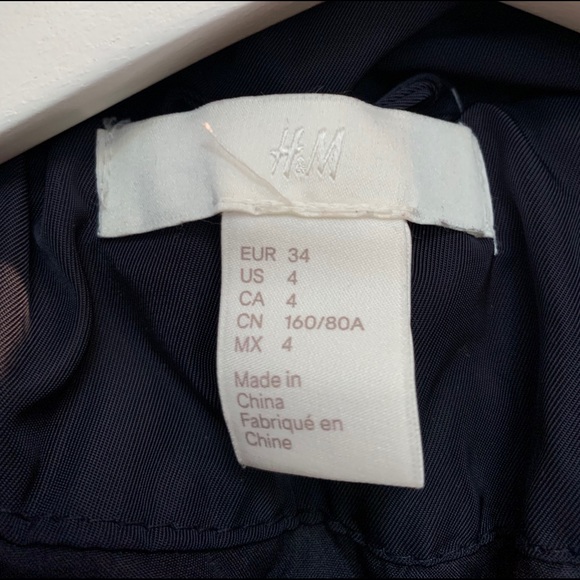 H&M
EUR 34
US 4
CA 4
CN 160/80A
MX 4
Made in
China
Fabriqué en
Chine